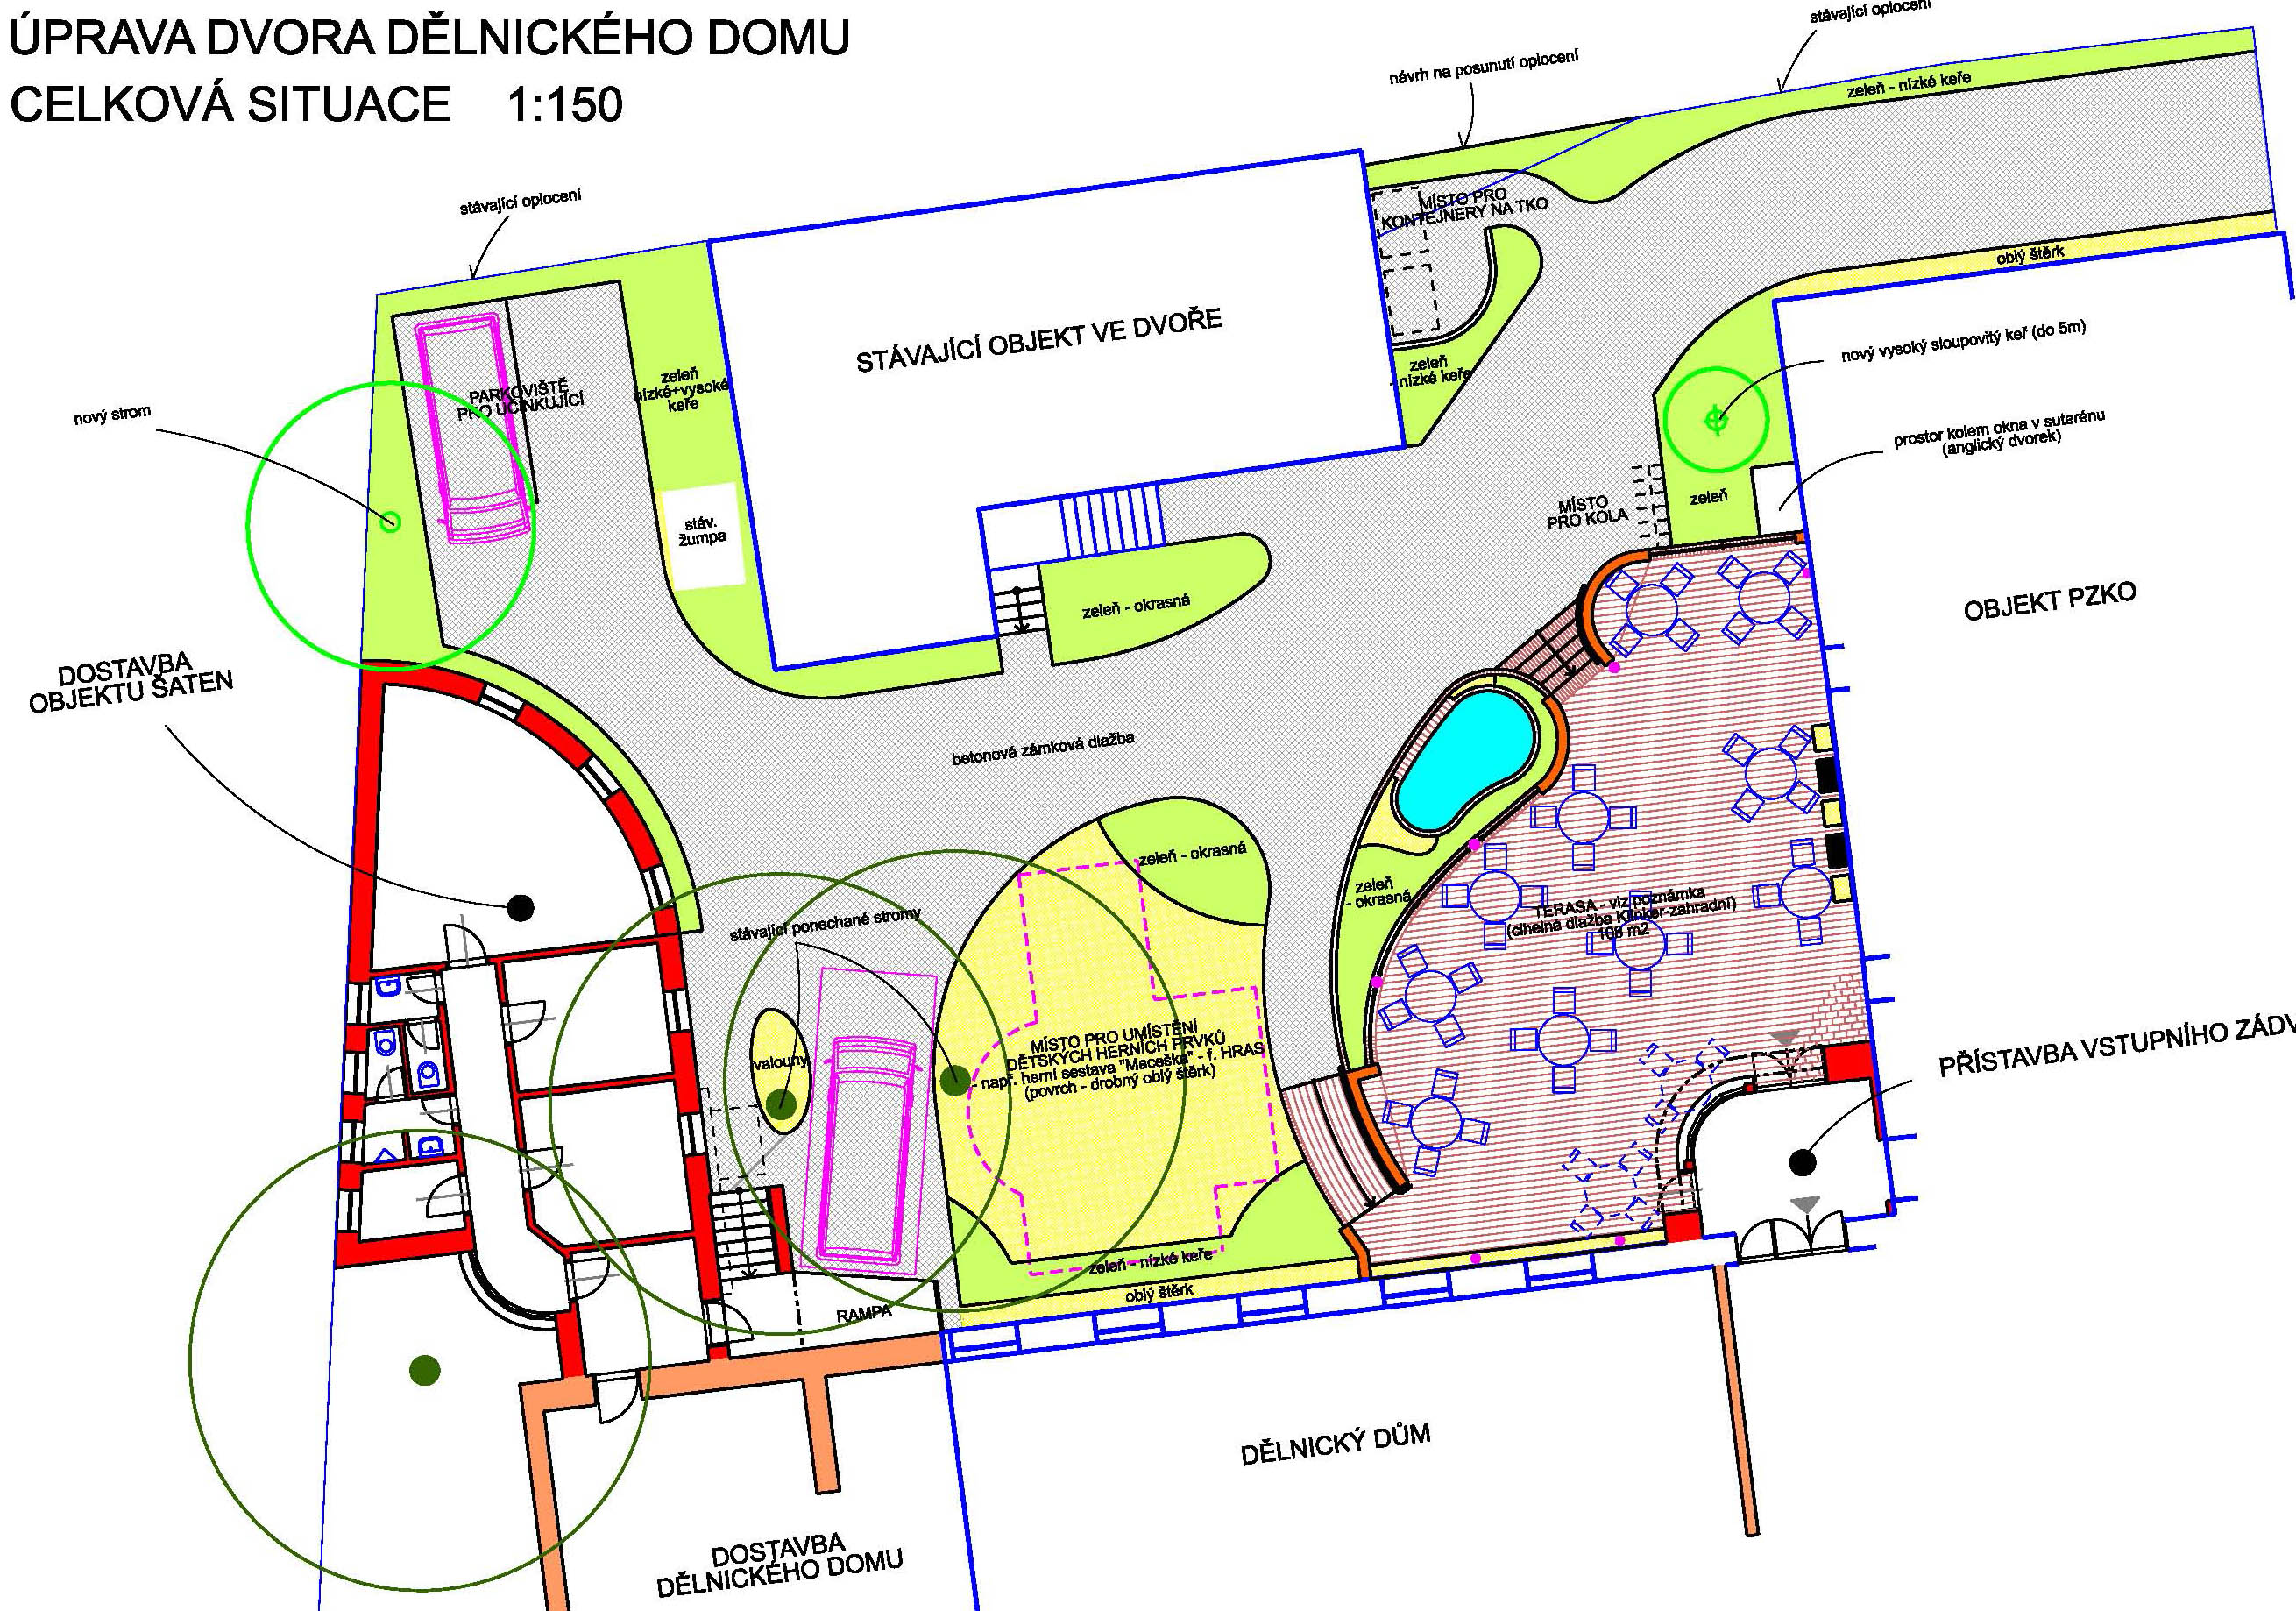 ÚPRAVA DVORA DĚLNICKÉHO DOMU
CELKOVÁ SITUACE 1:150
stávající oplocení
návrh na posunutí oplocení
zeleň - nízké keře
stávající oplocení
MÍSTO PRO
KONTEJNERY NA TKO
oblý štěrk
STÁVAJÍCÍ OBJEKT VE DVOŘE
nový vysoký sloupovitý keř (do 5m)
zeleň
- nízké keře
zeleň
nízké+vysoké
keře
PARKOVIŠTĚ
PRO ÚČINKUJÍCÍ
nový strom
prostor kolem okna v suterénu
(anglický dvorek)
MÍSTO
PRO KOLA
zeleň
stáv.
žumpa
zeleň - okrasná
OBJEKT PZKO
DOSTAVBA
OBJEKTU ŠATEN
betonová zámková dlažba
zeleň - okrasná
zeleň
- okrasná
TERASA - viz poznámka
(cihelná dlažba Klinker-zahradní)
108 m2
stávající ponechané stromy
valouny
MÍSTO PRO UMÍSTĚNÍ
DĚTSKÝCH HERNÍCH PRVKŮ
- např. herní sestava "Maceška" - f. HRAS
(povrch - drobný oblý štěrk)
PŘÍSTAVBA VSTUPNÍHO ZÁDV
zeleň - nízké keře
oblý štěrk
RAMPA
DĚLNICKÝ DŮM
DOSTAVBA
DĚLNICKÉHO DOMU